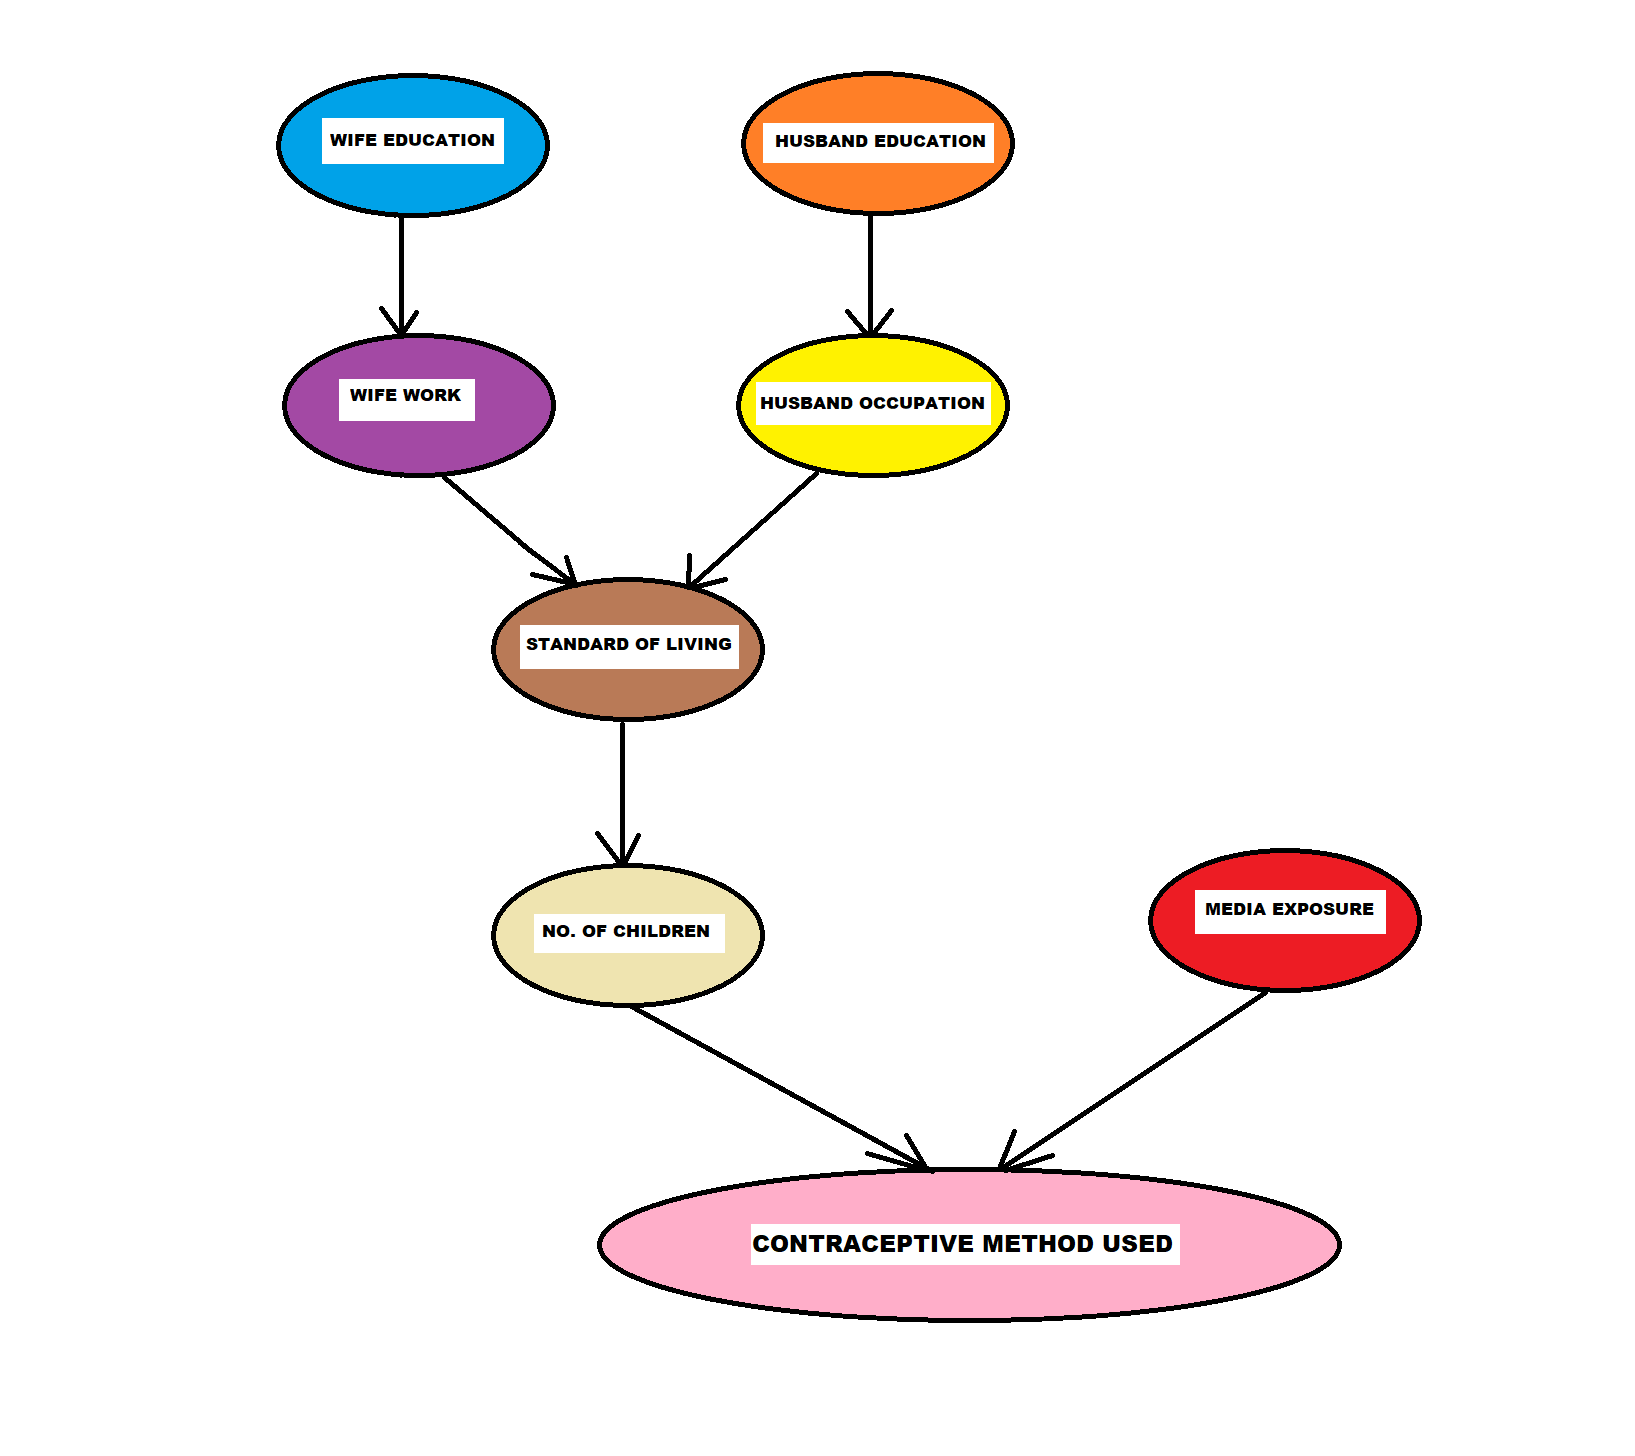 WIFE EDUCATION
HUSBAND EDUCATION
WIFE WORK
HUSBAND OCCUPATION
STANDARD OF LIVING
NO. OF CHILDREN
MEDIA EXPOSURE
CONTRACEPTIVE METHOD USED